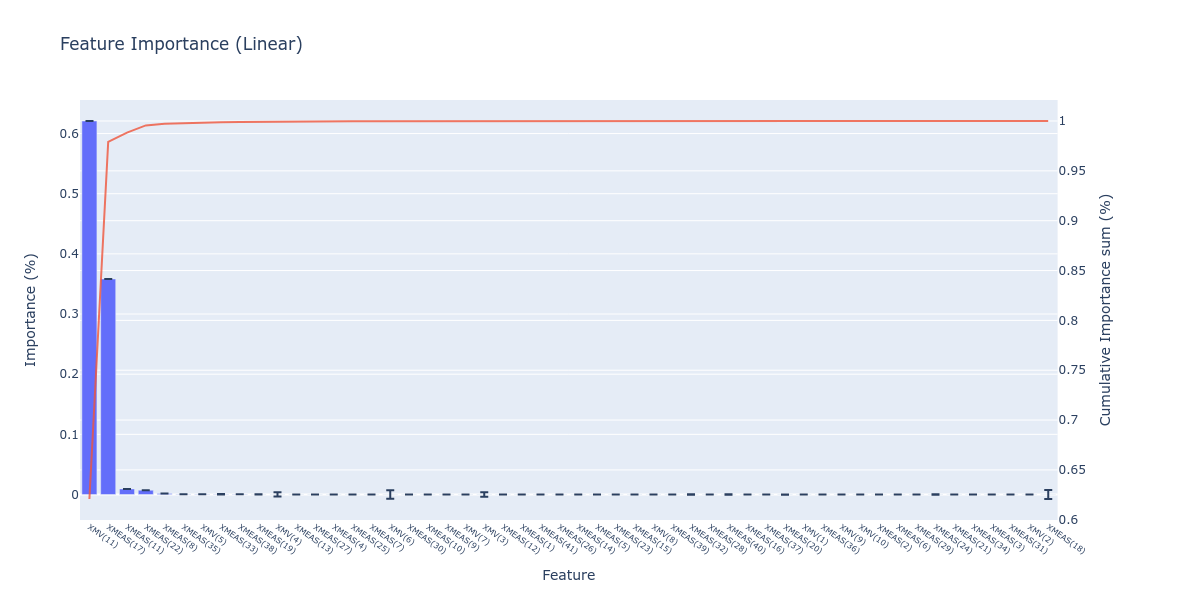 Feature Importance (Linear)
Importance (%)
0.6
0.5
0.4
0.3
0.2
0.1
0
1
0.95
0.9
0.85
0.8
0.75
0.7
0.65
0.6
Cumulative Importance sum (%)
XMV(11)
XMEAS(17)
XMEAS(11)
XMEAS(22)
XMEAS(8)
XMEAS(35)
XMV(5)
XMEAS(33)
XMEAS(38)
XMEAS(19)
XMV(4)
XMEAS(13)
XMEAS(27)
XMEAS(4)
XMEAS(25)
XMEAS(7)
XMV(6)
XMEAS(30)
XMEAS(10)
XMEAS(9)
XMV(7)
XMV(3)
XMEAS(12)
XMEAS(1)
XMEAS(41)
XMEAS(26)
XMEAS(14)
XMEAS(5)
XMEAS(23)
XMEAS(15)
XMV(8)
XMEAS(39)
XMEAS(32)
XMEAS(28)
XMEAS(40)
XMEAS(16)
XMEAS(37)
XMEAS(20)
XMV(1)
XMEAS(36)
XMV(9)
XMV(10)
XMEAS(2)
XMEAS(6)
XMEAS(29)
XMEAS(24)
XMEAS(21)
XMEAS(34)
XMEAS(3)
XMEAS(31)
XMV(2)
XMEAS(18)
Feature